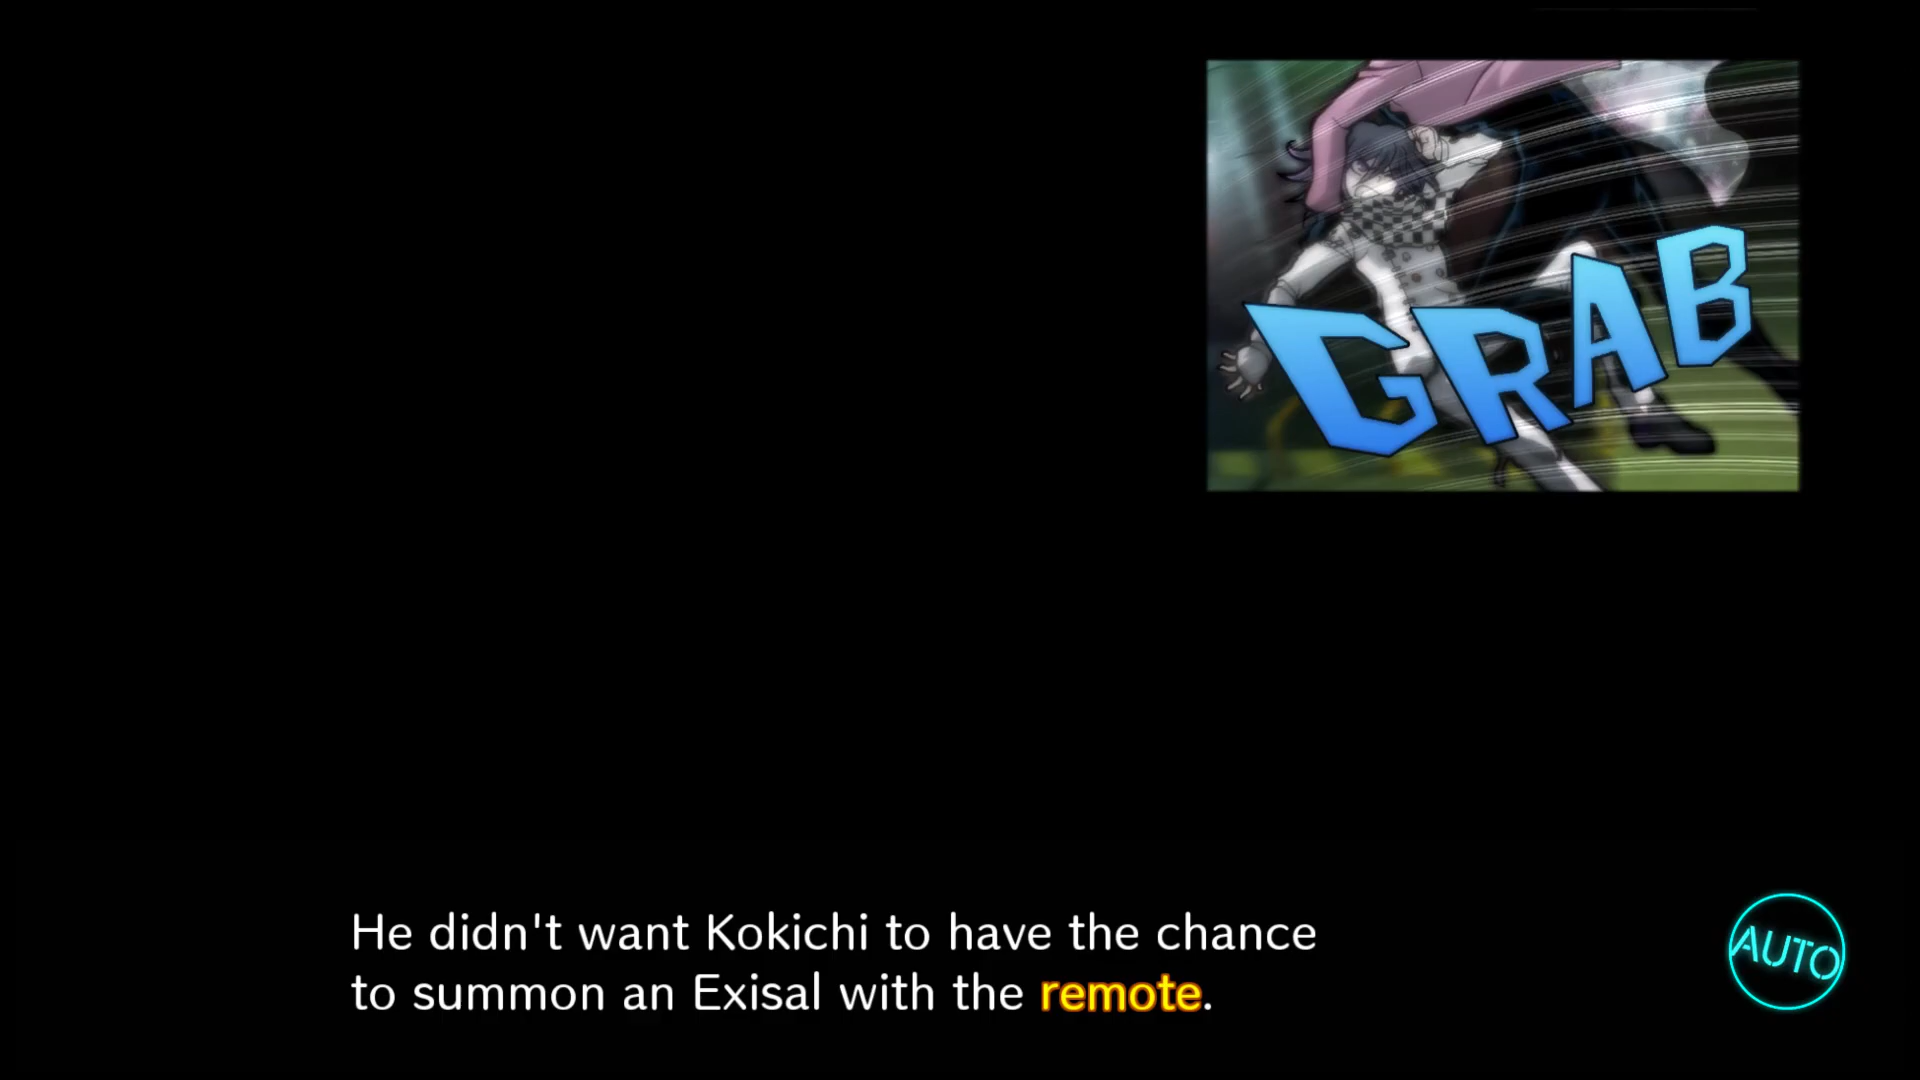 GRAB
He didn't want Kokichi to have the chance
to summon an Exisal with the remote.
AUTO